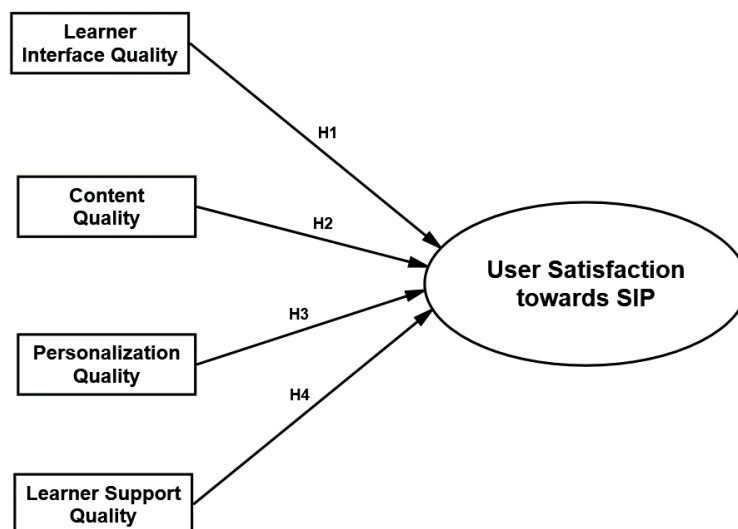 Learner
Interface Quality
H1
Content
Quality
H2
User Satisfaction
towards SIP
H3
Personalization
Quality
H4
Learner Support
Quality